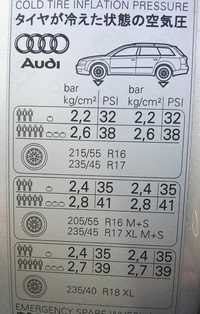 COLD TIRE INFLATION PRESSURE
タイヤが冷えた状態の空気圧
Audi
bar kg/cm² PSI bar kg/cm² PSI
2,2 32 2,2 32
2,6 38 2,6 38
215/55 R16
235/45 R17
2,4 35 2,4 35
2,8 41 2,8 41
205/55 R16 M+S
235/45 R17 XL M+S
2,4 35 2,4 35
2,7 39 2,7 39
235/40 R18 XL
EMERGENCY SPARE WHEEL